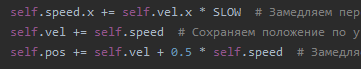 self.speed.x += self.vel.x * SLOW # Замедляем пер
self.vel += self.speed # Сохраняем положение по у
self.pos += self.vel + 0.5 * self.speed # Замедля